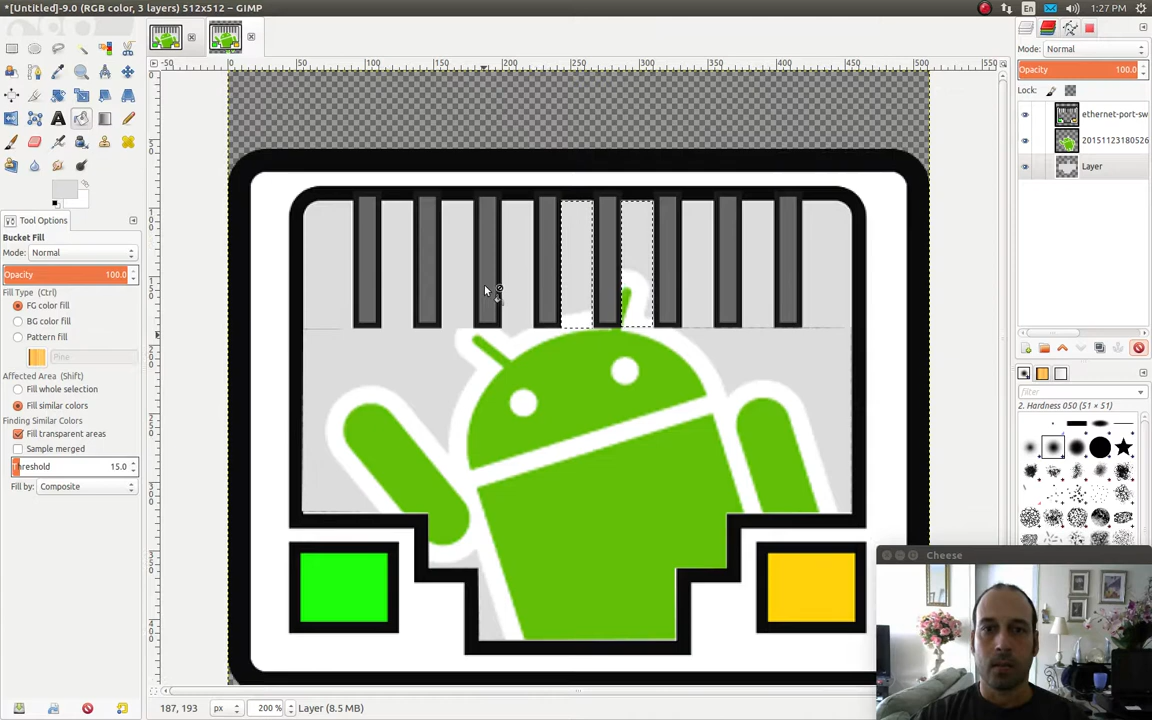 *[Untitled]-9.0 (RGB color, 3 layers) 512x512 – GIMP
En
1:27 PM
-50 0 50 100 150 200 250 300 350 400 450 500 550
Mode: Normal
Opacity 100.0
Lock:
ethernet-port-sw
20151123180526
Layer
Tool Options
Bucket Fill
Mode: Normal
Opacity 100.0
Fill Type (Ctrl)
FG color fill
BG color fill
Pattern fill
Pine
Affected Area (Shift)
Fill whole selection
Fill similar colors
Finding Similar Colors
Fill transparent areas
Sample merged
Threshold 15.0
Fill by: Composite
filter
2. Hardness 050 (51 × 51)
Cheese
187, 193 px 200 % Layer (8.5 MB)